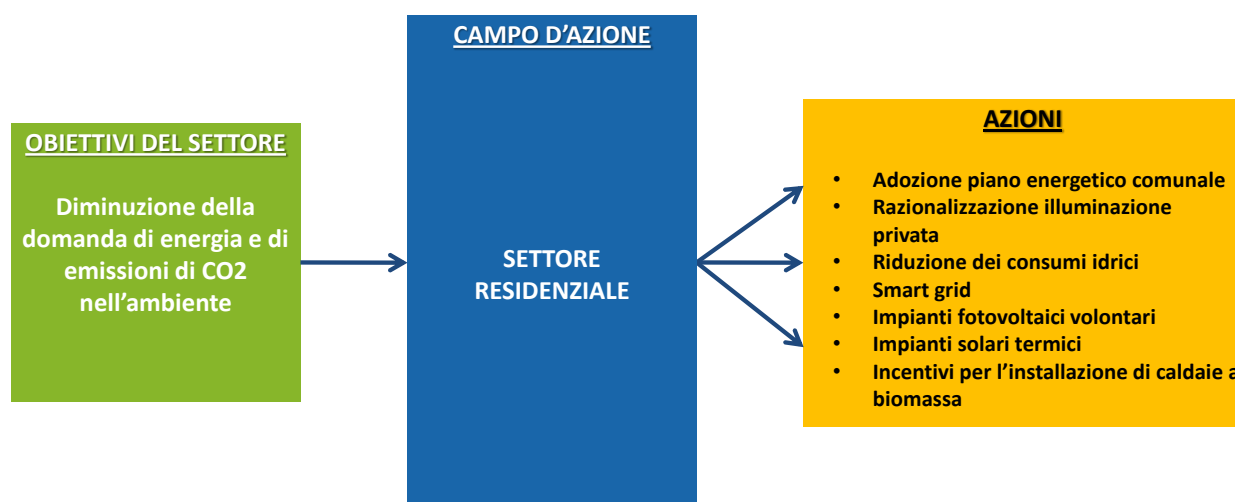 OBIETTIVI DEL SETTORE
Diminuzione della
domanda di energia e di
emissioni di CO2
nell’ambiente
CAMPO D’AZIONE
SETTORE
RESIDENZIALE
AZIONI
• Adozione piano energetico comunale
• Razionalizzazione illuminazione
privata
• Riduzione dei consumi idrici
• Smart grid
• Impianti fotovoltaici volontari
• Impianti solari termici
• Incentivi per l’installazione di caldaie a
biomassa